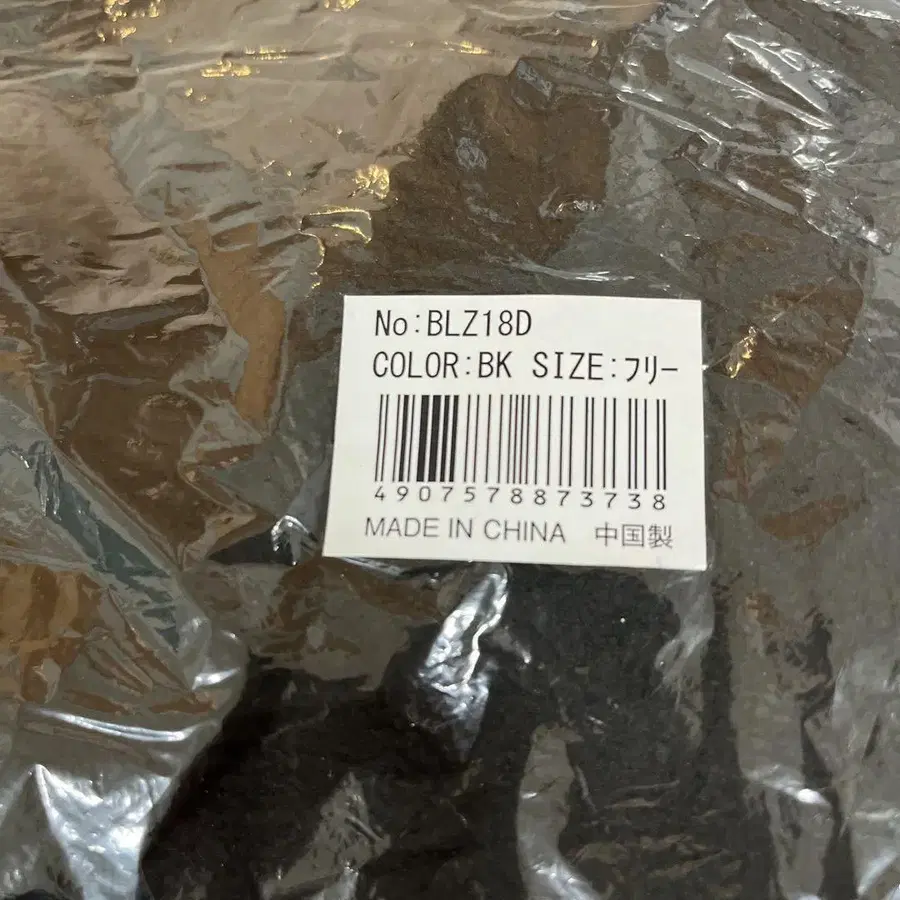 No:BLZ18D
COLOR:BK SIZE:フリー
4907578873738
MADE IN CHINA 中国製